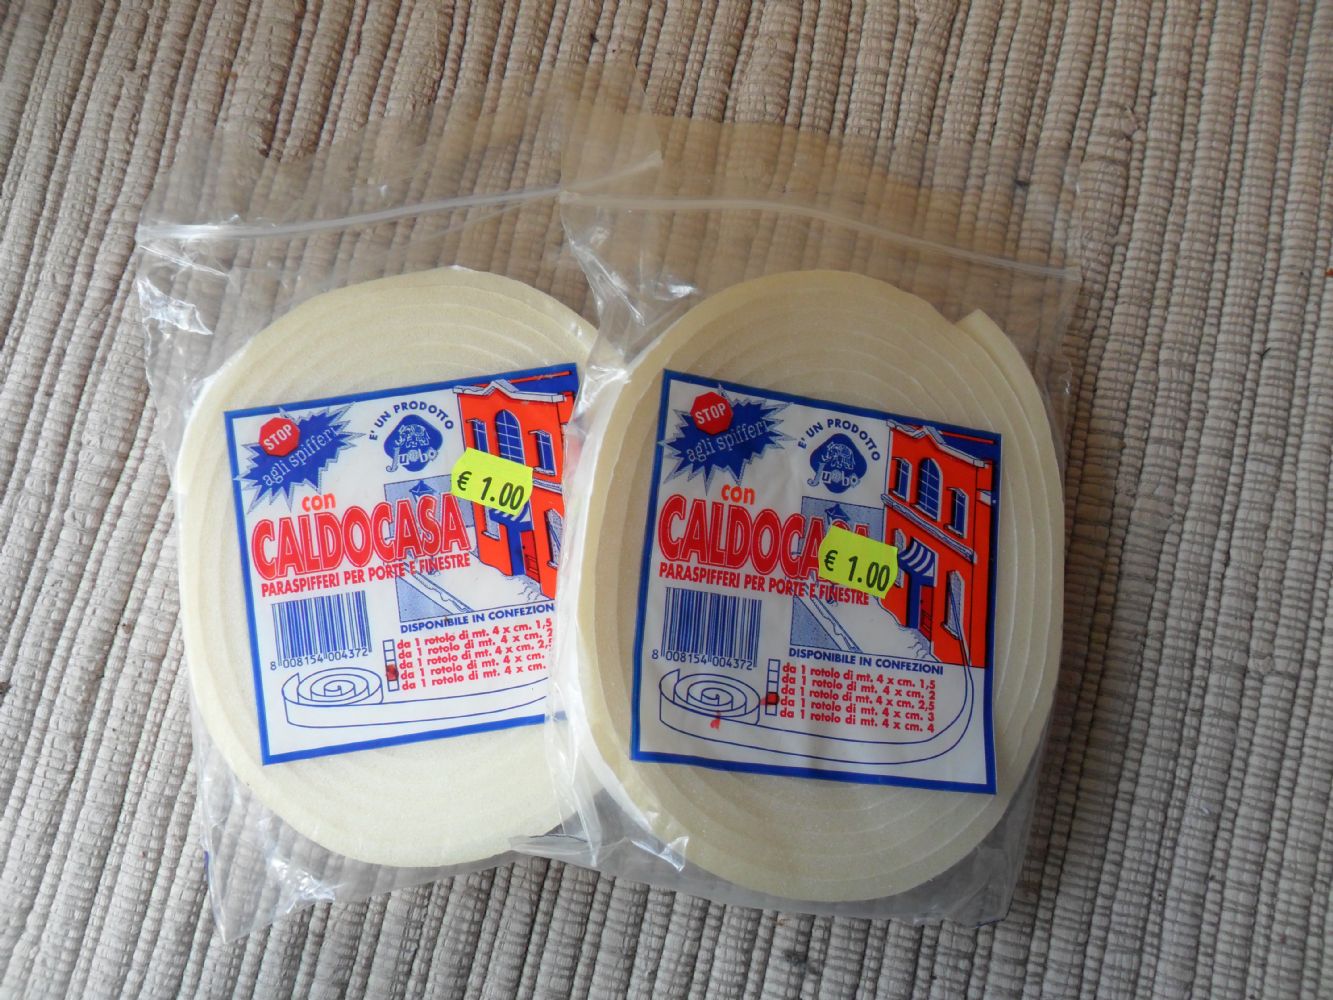 STOP
agli spifferi
E' UN PRODOTTO
Jumbo
€ 1.00
con
CALDOCASA
PARASPIFFERI PER PORTE E FINESTRE
8 008154 004372
DISPONIBILE IN CONFEZION
da 1 rotolo di mt. 4 x cm. 1,5
da 1 rotolo di mt. 4 x cm. 2
da 1 rotolo di mt. 4 x cm. 2,5
da 1 rotolo di mt. 4 x cm.
da 1 rotolo di mt. 4 x cm.
STOP
agli spifferi
E' UN PRODOTTO
Jumbo
con
CALDOCA
€ 1.00
PARASPIFFERI PER PORTE E FINESTRE
8 008154 004372
DISPONIBILE IN CONFEZIONI
da 1 rotolo di mt. 4 x cm. 1,5
da 1 rotolo di mt. 4 x cm. 2
da 1 rotolo di mt. 4 x cm. 2,5
da 1 rotolo di mt. 4 x cm. 3
da 1 rotolo di mt. 4 x cm. 4